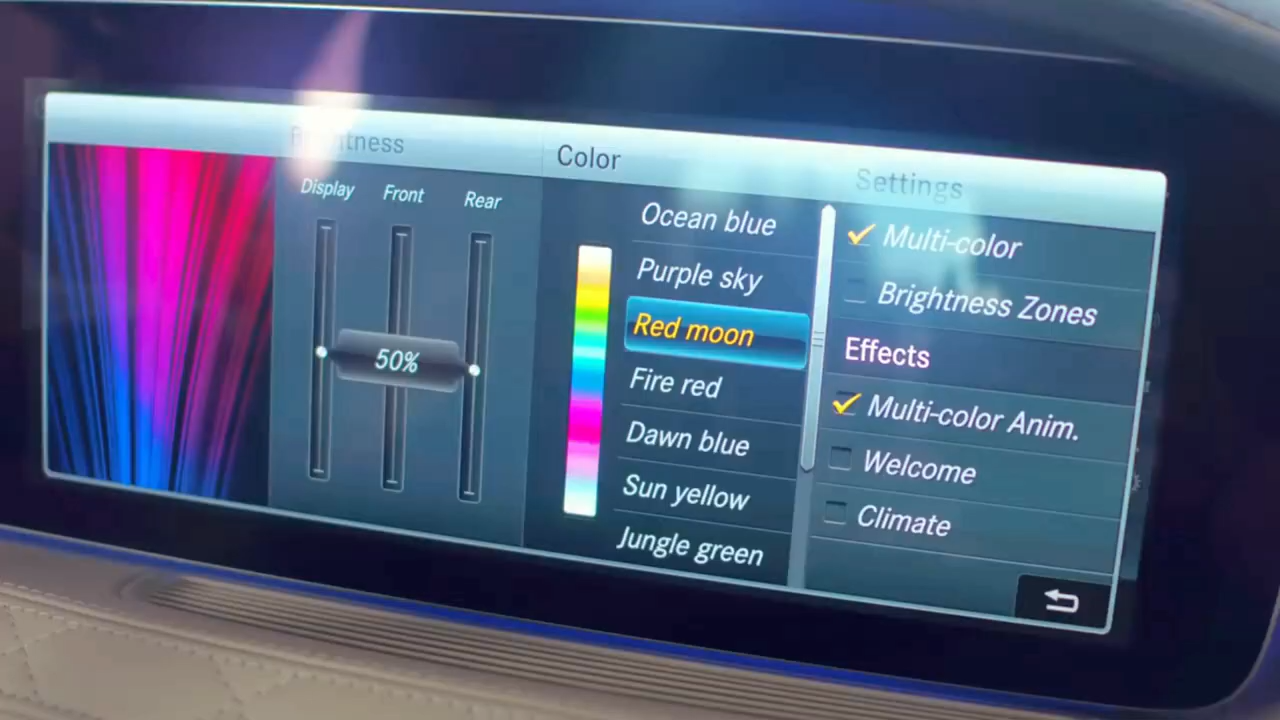 Brightness
Display
Front
Rear
50%
Color
Ocean blue
Purple sky
Red moon
Fire red
Dawn blue
Sun yellow
Jungle green
Settings
Multi-color
Brightness Zones
Effects
Multi-color Anim.
Welcome
Climate